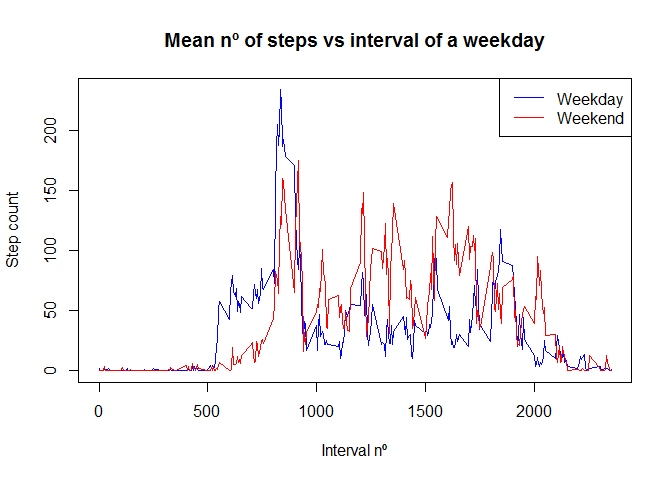 Mean nº of steps vs interval of a weekday
Weekday
Weekend
Step count
200
150
100
50
0
0
500
1000
1500
2000
Interval nº